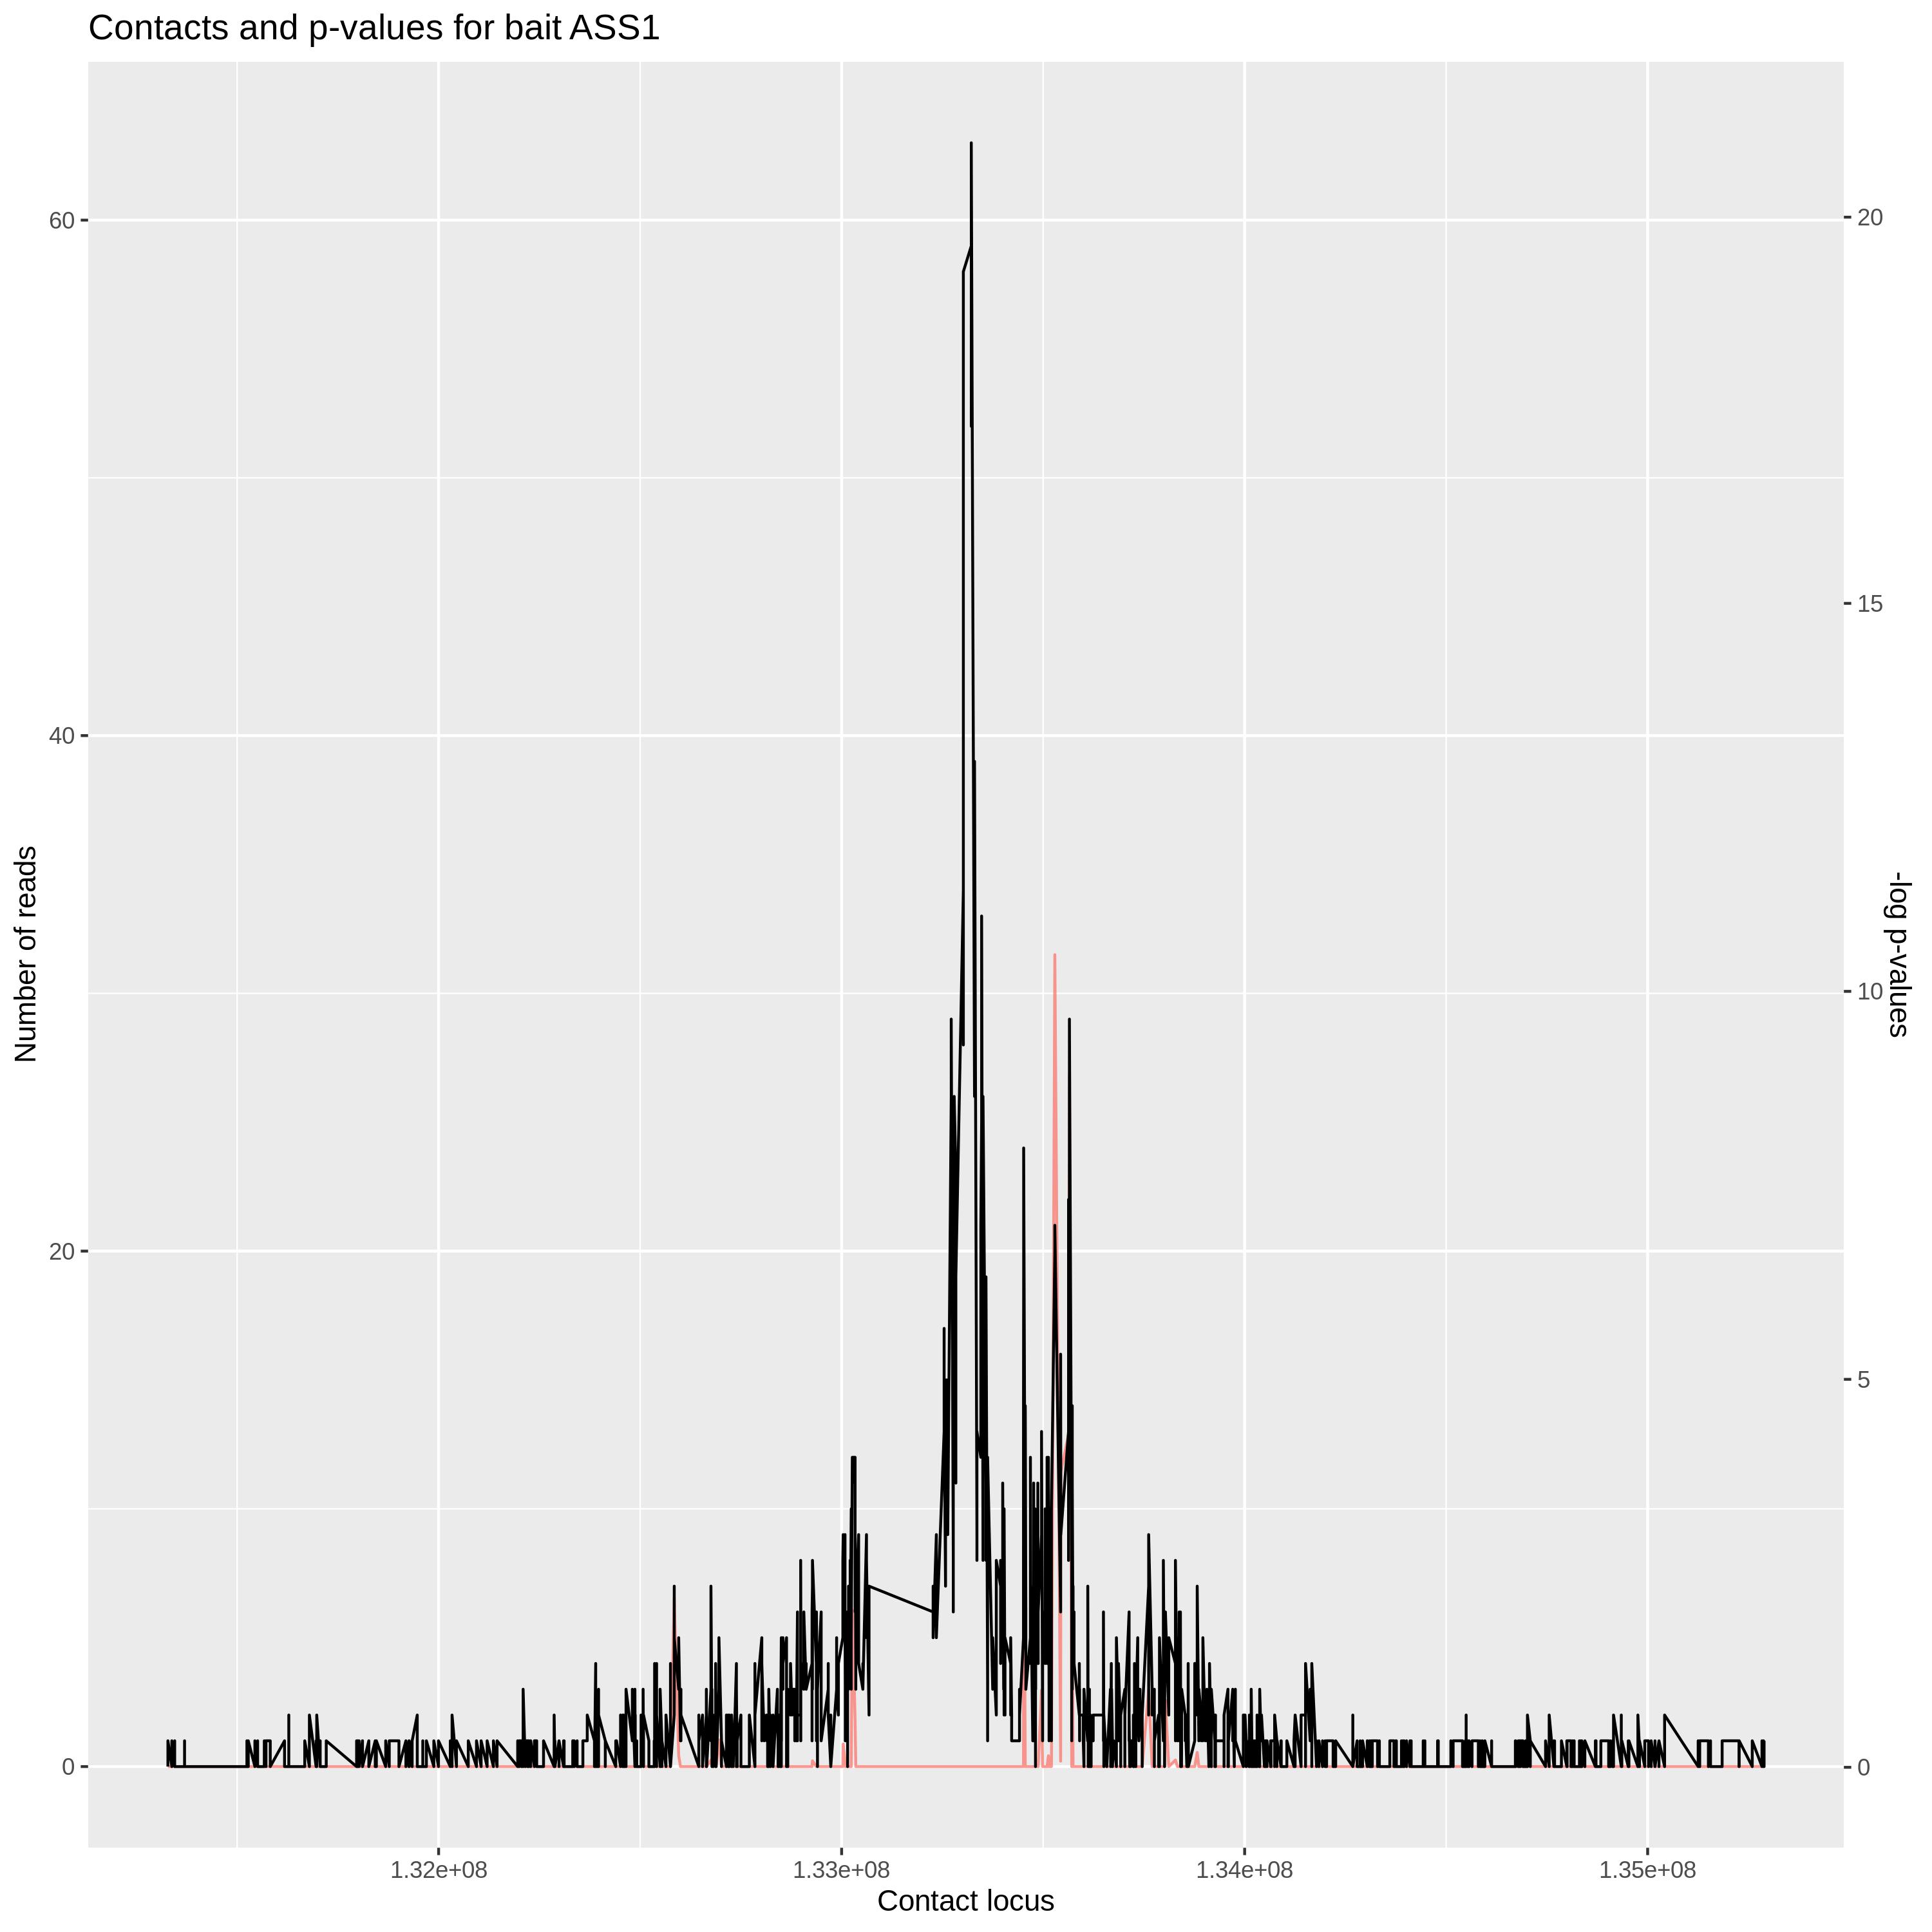 Contacts and p-values for bait ASS1
Number of reads
60
40
20
0
20
15
10
5
0
-log p-values
1.32e+08
1.33e+08
1.34e+08
1.35e+08
Contact locus